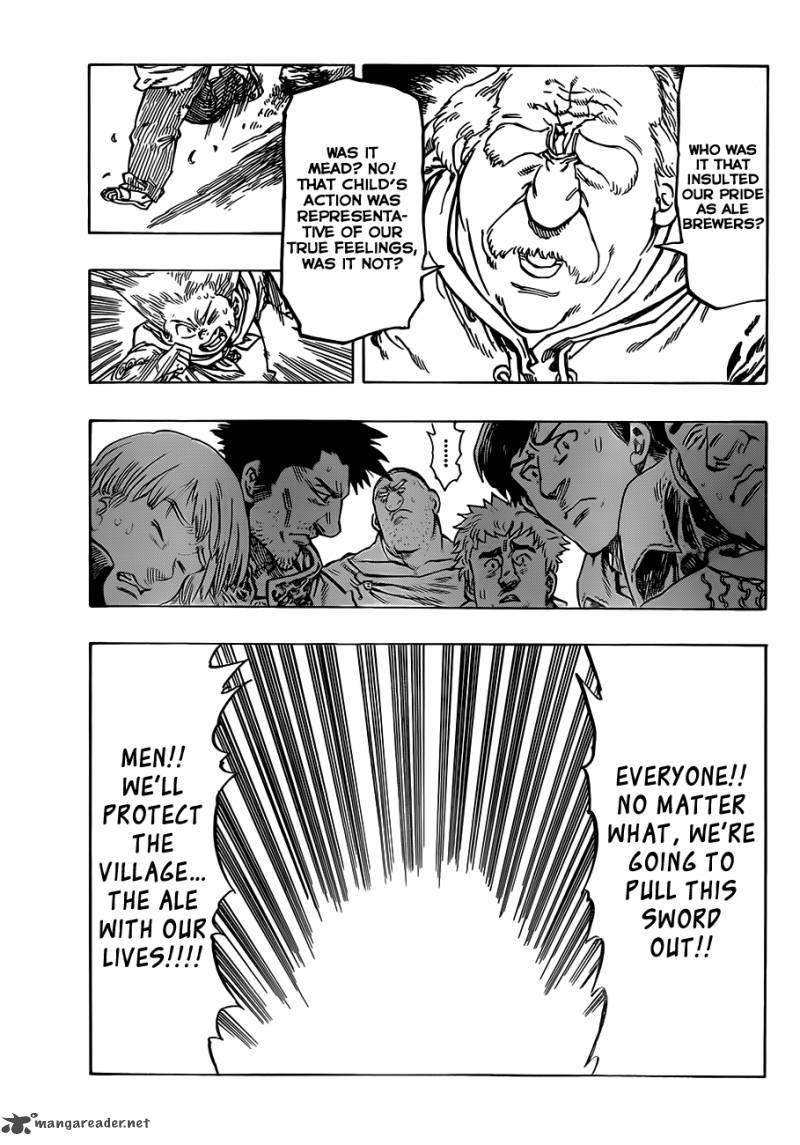 WHO WAS
IT THAT
INSULTED
OUR PRIDE
AS ALE
BREWERS?
WAS IT
MEAD? NO!
THAT CHILD'S
ACTION WAS
REPRESENTA-
TIVE OF OUR
TRUE FEELINGS,
WAS IT NOT?
......
EVERYONE!!
NO MATTER
WHAT, WE'RE
GOING TO
PULL THIS
SWORD
OUT!!
MEN!!
WE'LL
PROTECT
THE
VILLAGE...
THE ALE
WITH OUR
LIVES!!!!
mangareader.net